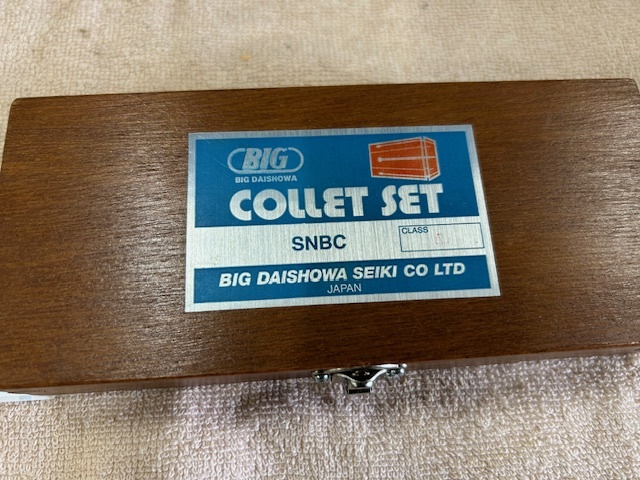 BIG
BIG DAISHOWA
COLLET SET
SNBC
CLASS
BIG DAISHOWA SEIKI CO LTD
JAPAN